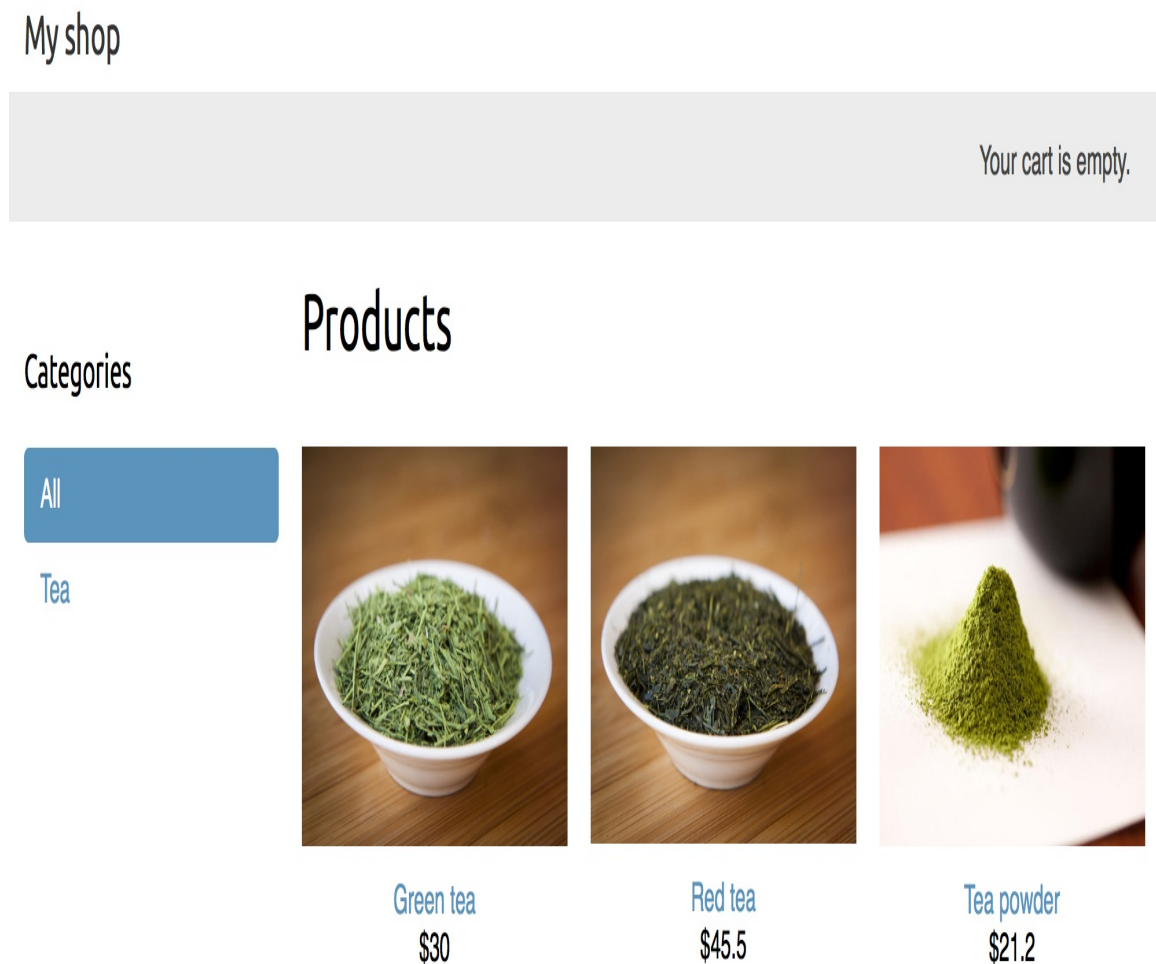 My shop
Your cart is empty.
Products
Categories
All
Tea
Green tea
$30
Red tea
$45.5
Tea powder
$21.2